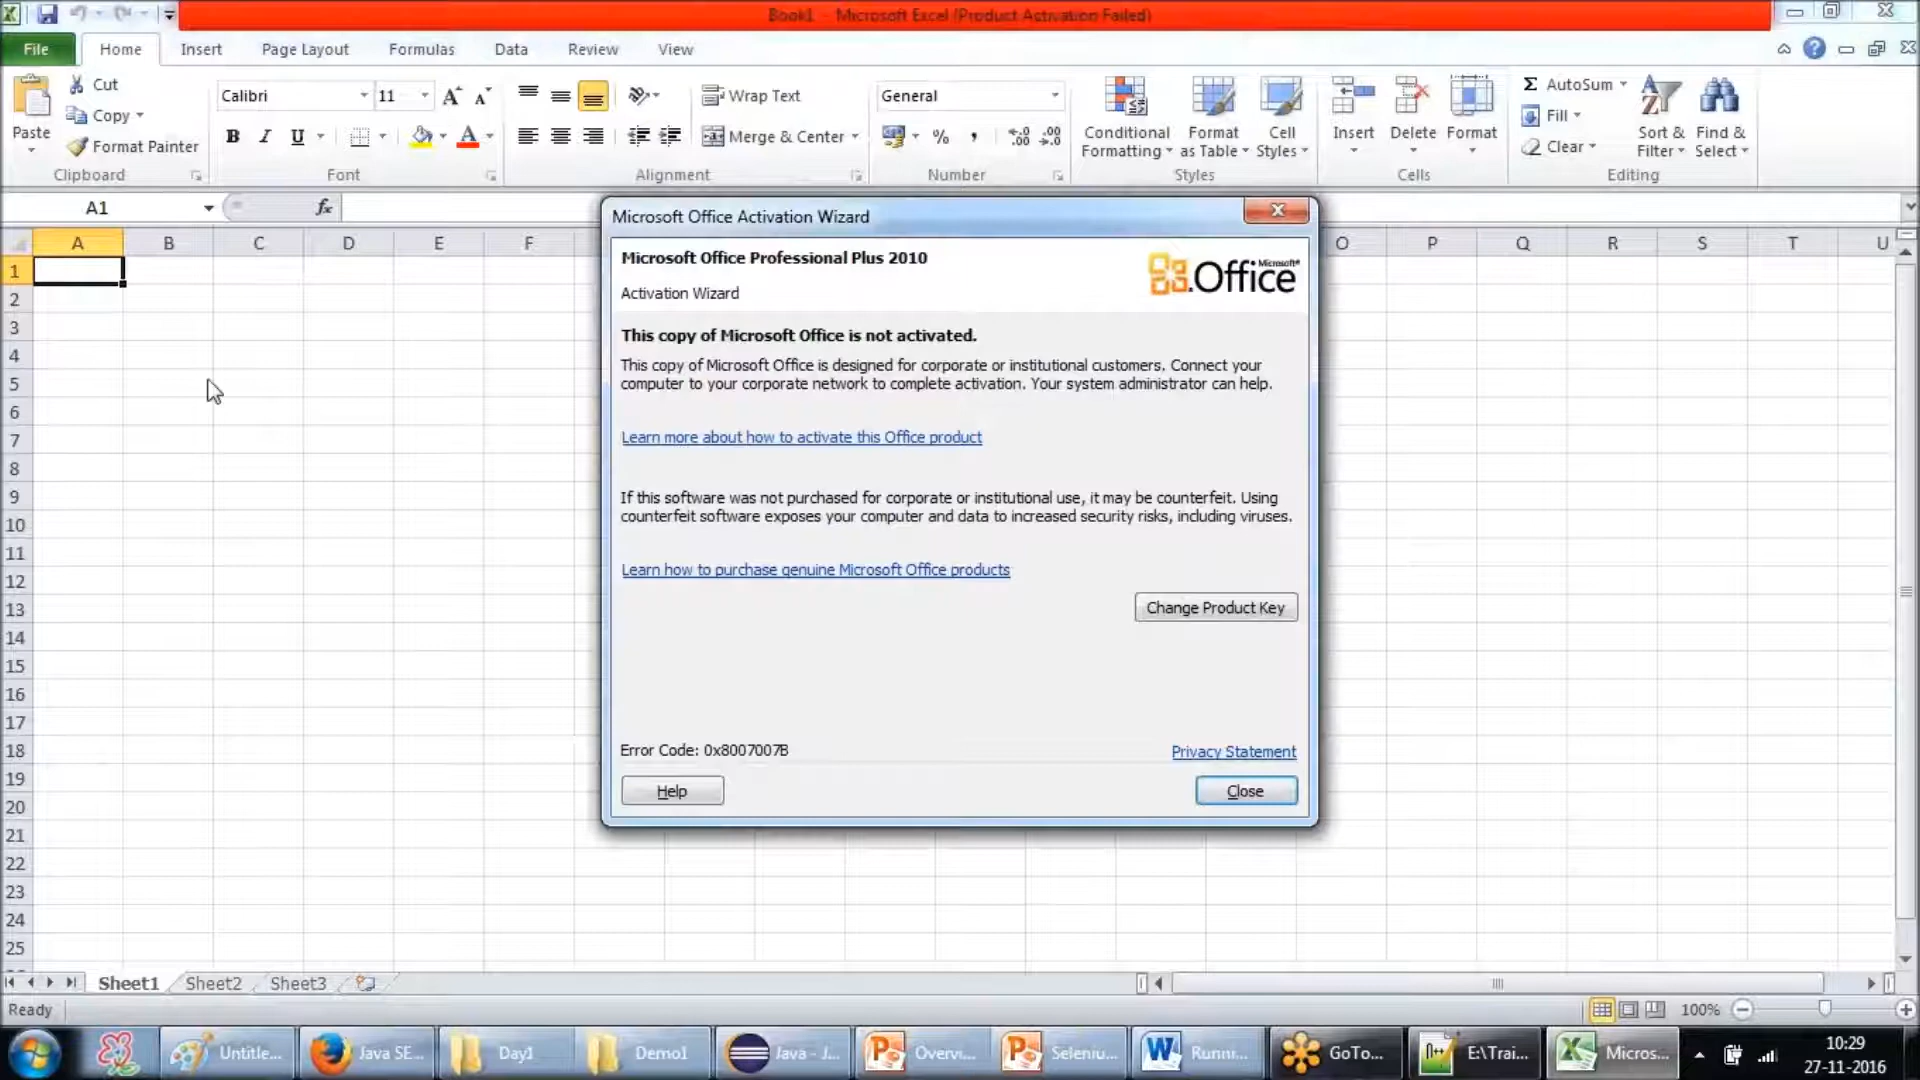 Book1 - Microsoft Excel (Product Activation Failed)
File Home Insert Page Layout Formulas Data Review View
Paste
Cut
Copy
Format Painter
Clipboard
Calibri 11
B I U
Font
Wrap Text
Merge & Center
Alignment
General
%
Number
Conditional Formatting
Format as Table
Cell Styles
Styles
Insert
Delete
Format
Cells
AutoSum
Fill
Clear
Sort & Filter
Find & Select
Editing
A1 fx
A B C D E F O P Q R S T U
1
2
3
4
5
6
7
8
9
10
11
12
13
14
15
16
17
18
19
20
21
22
23
24
25
Microsoft Office Activation Wizard
Microsoft Office Professional Plus 2010
Microsoft Office
Activation Wizard
This copy of Microsoft Office is not activated.
This copy of Microsoft Office is designed for corporate or institutional customers. Connect your
computer to your corporate network to complete activation. Your system administrator can help.
Learn more about how to activate this Office product
If this software was not purchased for corporate or institutional use, it may be counterfeit. Using
counterfeit software exposes your computer and data to increased security risks, including viruses.
Learn how to purchase genuine Microsoft Office products
Change Product Key
Error Code: 0x8007007B
Privacy Statement
Help
Close
Sheet1 Sheet2 Sheet3
Ready
100%
Untitle... Java SE... Day1 Demo1 Java - J... Overvi... Seleniu... Runni... GoTo... E:\Trai... Micros...
10:29
27-11-2016